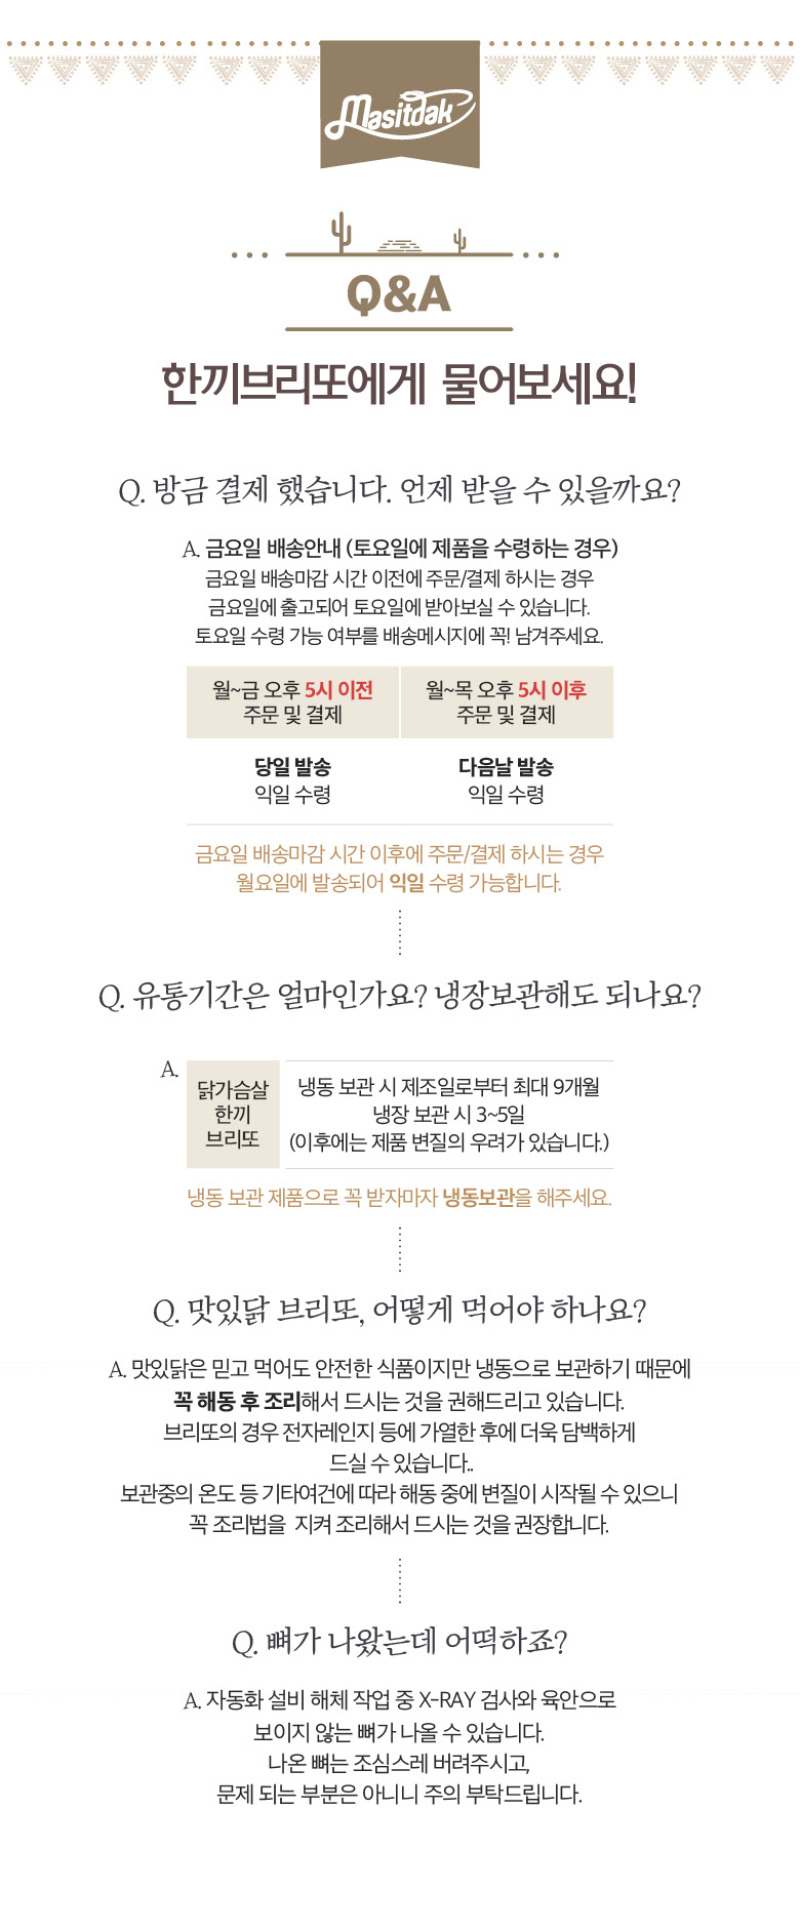 Masitdak
Q&A
한끼브리또에게 물어보세요!
Q. 방금 결제 했습니다. 언제 받을 수 있을까요?
A. 금요일 배송안내 (토요일에 제품을 수령하는 경우)
금요일 배송마감 시간 이전에 주문/결제 하시는 경우
금요일에 출고되어 토요일에 받아보실 수 있습니다.
토요일 수령 가능 여부를 배송메시지에 꼭! 남겨주세요.
월~금 오후 5시 이전
주문 및 결제
월~목 오후 5시 이후
주문 및 결제
당일 발송
익일 수령
다음날 발송
익일 수령
금요일 배송마감 시간 이후에 주문/결제 하시는 경우
월요일에 발송되어 익일 수령 가능합니다.
Q. 유통기간은 얼마인가요? 냉장보관해도 되나요?
A.
닭가슴살
한끼
브리또
냉동 보관 시 제조일로부터 최대 9개월
냉장 보관 시 3~5일
(이후에는 제품 변질의 우려가 있습니다.)
냉동 보관 제품으로 꼭 받자마자 냉동보관을 해주세요.
Q. 맛있닭 브리또, 어떻게 먹어야 하나요?
A. 맛있닭은 믿고 먹어도 안전한 식품이지만 냉동으로 보관하기 때문에
꼭 해동 후 조리해서 드시는 것을 권해드리고 있습니다.
브리또의 경우 전자레인지 등에 가열한 후에 더욱 담백하게
드실 수 있습니다..
보관중의 온도 등 기타여건에 따라 해동 중에 변질이 시작될 수 있으니
꼭 조리법을 지켜 조리해서 드시는 것을 권장합니다.
Q. 뼈가 나왔는데 어떡하죠?
A. 자동화 설비 해체 작업 중 X-RAY 검사와 육안으로
보이지 않는 뼈가 나올 수 있습니다.
나온 뼈는 조심스레 버려주시고,
문제 되는 부분은 아니니 주의 부탁드립니다.